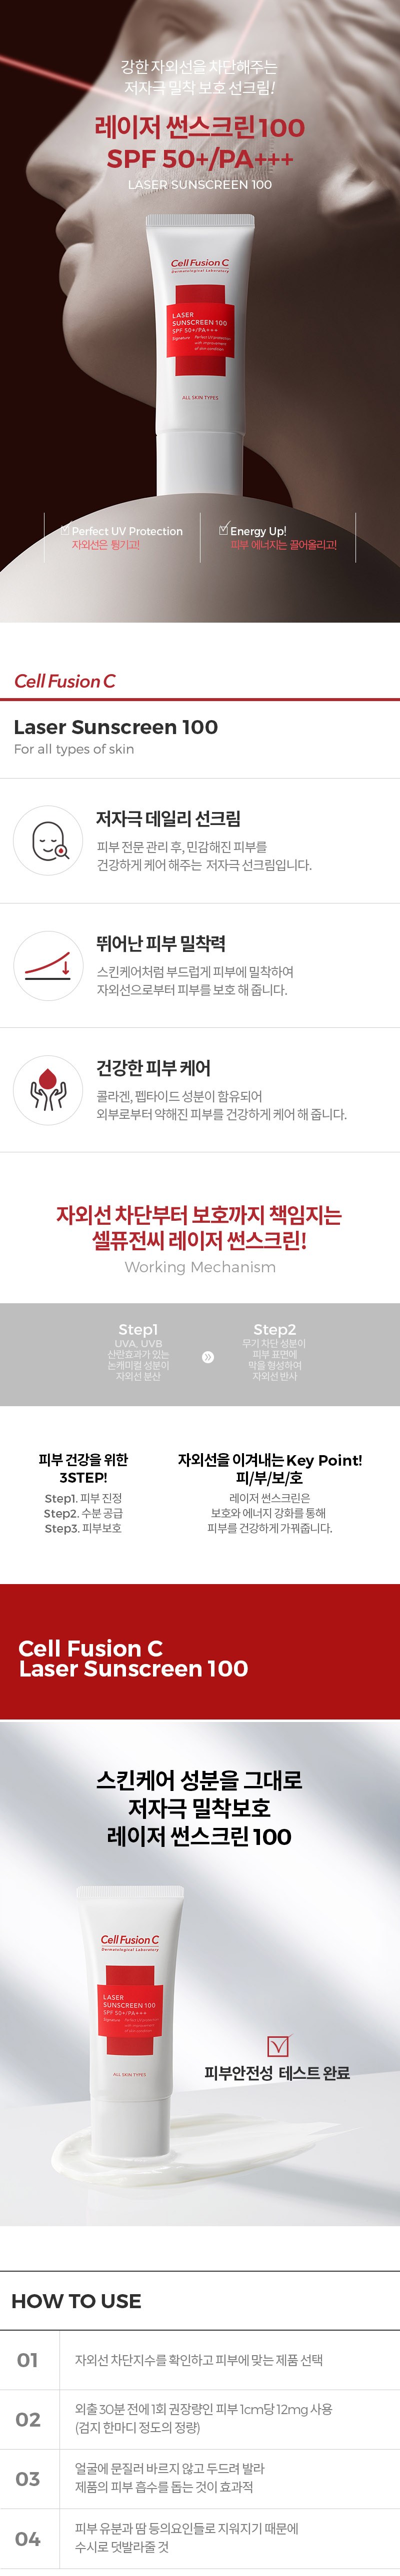 강한 자외선을 차단해주는
저자극 밀착 보호 선크림!
레이저 썬스크린100
SPF 50+/PA+++
LASER SUNSCREEN 100
Cell Fusion C
Dermatological Laboratory
LASER
SUNSCREEN 100
SPF 50+/PA+++
Signature
Perfect UV protection
with improvement
of skin condition
ALL SKIN TYPES
Perfect UV Protection
자외선은 튕기고!
Energy Up!
피부 에너지는 끌어올리고!
Cell Fusion C
Laser Sunscreen 100
For all types of skin
저자극 데일리 선크림
피부 전문 관리 후, 민감해진 피부를
건강하게 케어 해주는 저자극 선크림입니다.
뛰어난 피부 밀착력
스킨케어처럼 부드럽게 피부에 밀착하여
자외선으로부터 피부를 보호 해 줍니다.
건강한 피부 케어
콜라겐, 펩타이드 성분이 함유되어
외부로부터 약해진 피부를 건강하게 케어 해 줍니다.
자외선 차단부터 보호까지 책임지는
셀퓨전씨 레이저 썬스크린!
Working Mechanism
Step1
UVA, UVB
산란효과가 있는
논케미컬 성분이
자외선 분산
Step2
무기 차단 성분이
피부 표면에
막을 형성하여
자외선 반사
피부 건강을 위한
3STEP!
Step1. 피부 진정
Step2. 수분 공급
Step3. 피부보호
자외선을 이겨내는 Key Point!
피/부/보/호
레이저 썬스크린은
보호와 에너지 강화를 통해
피부를 건강하게 가꿔줍니다.
Cell Fusion C
Laser Sunscreen 100
스킨케어 성분을 그대로
저자극 밀착보호
레이저 썬스크린 100
Cell Fusion C
Dermatological Laboratory
LASER
SUNSCREEN 100
SPF 50+/PA+++
Signature
Perfect UV protection
with improvement
of skin condition
ALL SKIN TYPES
피부안전성 테스트 완료
HOW TO USE
01
자외선 차단지수를 확인하고 피부에 맞는 제품 선택
02
외출 30분 전에 1회 권장량인 피부 1cm당 12mg 사용
(검지 한마디 정도의 정량)
03
얼굴에 문질러 바르지 않고 두드려 발라
제품의 피부 흡수를 돕는 것이 효과적
04
피부 유분과 땀 등의요인들로 지워지기 때문에
수시로 덧발라줄 것